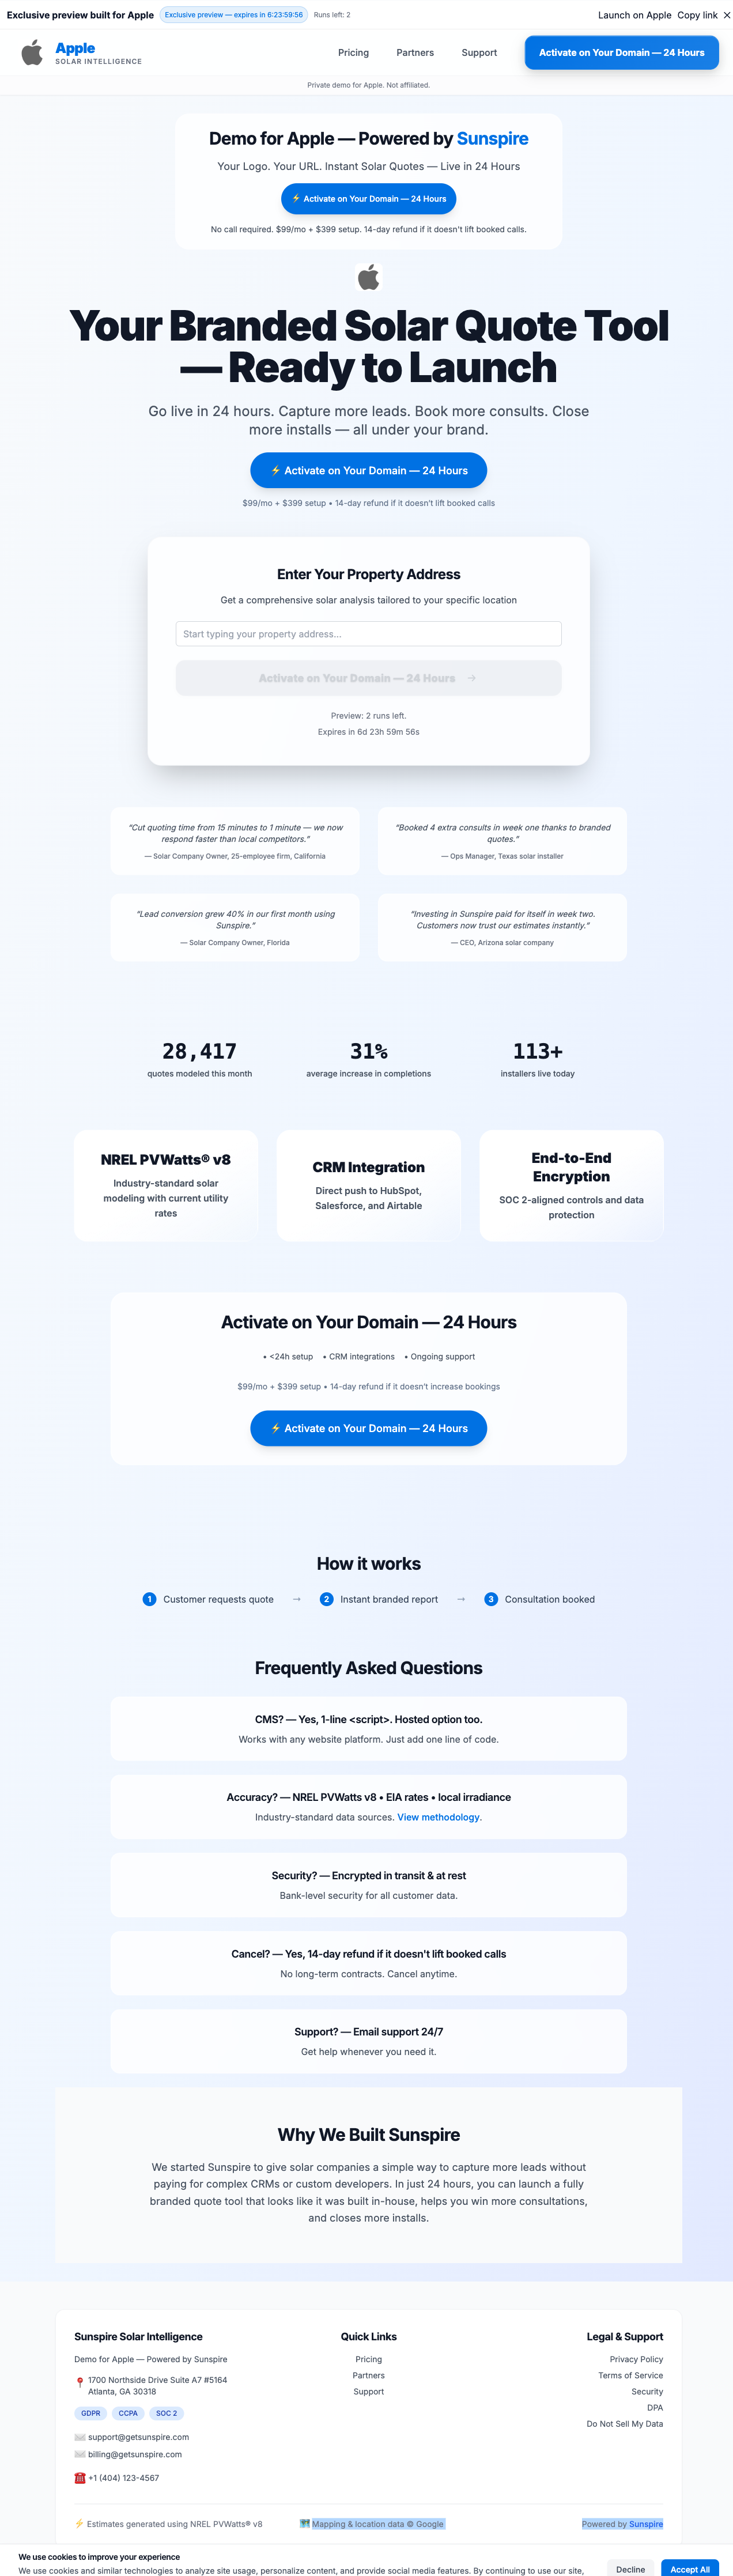 Exclusive preview built for Apple
Exclusive preview — expires in 6:23:59:56
Runs left: 2
Launch on Apple
Copy link
×
Apple
SOLAR INTELLIGENCE
Pricing
Partners
Support
Activate on Your Domain — 24 Hours
Private demo for Apple. Not affiliated.
Demo for Apple — Powered by Sunspire
Your Logo. Your URL. Instant Solar Quotes — Live in 24 Hours
⚡ Activate on Your Domain — 24 Hours
No call required. $99/mo + $399 setup. 14-day refund if it doesn't lift booked calls.
Your Branded Solar Quote Tool
— Ready to Launch
Go live in 24 hours. Capture more leads. Book more consults. Close
more installs — all under your brand.
⚡ Activate on Your Domain — 24 Hours
$99/mo + $399 setup • 14-day refund if it doesn't lift booked calls
Enter Your Property Address
Get a comprehensive solar analysis tailored to your specific location
Start typing your property address...
Activate on Your Domain — 24 Hours →
Preview: 2 runs left.
Expires in 6d 23h 59m 56s
"Cut quoting time from 15 minutes to 1 minute — we now
respond faster than local competitors."
— Solar Company Owner, 25-employee firm, California
"Booked 4 extra consults in week one thanks to branded
quotes."
— Ops Manager, Texas solar installer
"Lead conversion grew 40% in our first month using
Sunspire."
— Solar Company Owner, Florida
"Investing in Sunspire paid for itself in week two.
Customers now trust our estimates instantly."
— CEO, Arizona solar company
28,417
quotes modeled this month
31%
average increase in completions
113+
installers live today
NREL PVWatts® v8
Industry-standard solar
modeling with current utility
rates
CRM Integration
Direct push to HubSpot,
Salesforce, and Airtable
End-to-End
Encryption
SOC 2-aligned controls and data
protection
Activate on Your Domain — 24 Hours
• <24h setup
• CRM integrations
• Ongoing support
$99/mo + $399 setup • 14-day refund if it doesn't increase bookings
⚡ Activate on Your Domain — 24 Hours
How it works
1 Customer requests quote
→
2 Instant branded report
→
3 Consultation booked
Frequently Asked Questions
CMS? — Yes, 1-line <script>. Hosted option too.
Works with any website platform. Just add one line of code.
Accuracy? — NREL PVWatts v8 • EIA rates • local irradiance
Industry-standard data sources. View methodology.
Security? — Encrypted in transit & at rest
Bank-level security for all customer data.
Cancel? — Yes, 14-day refund if it doesn't lift booked calls
No long-term contracts. Cancel anytime.
Support? — Email support 24/7
Get help whenever you need it.
Why We Built Sunspire
We started Sunspire to give solar companies a simple way to capture more leads without
paying for complex CRMs or custom developers. In just 24 hours, you can launch a fully
branded quote tool that looks like it was built in-house, helps you win more consultations,
and closes more installs.
Sunspire Solar Intelligence
Demo for Apple — Powered by Sunspire
1700 Northside Drive Suite A7 #5164
Atlanta, GA 30318
GDPR
CCPA
SOC 2
support@getsunspire.com
billing@getsunspire.com
+1 (404) 123-4567
Quick Links
Pricing
Partners
Support
Legal & Support
Privacy Policy
Terms of Service
Security
DPA
Do Not Sell My Data
⚡ Estimates generated using NREL PVWatts® v8
Mapping & location data © Google
Powered by Sunspire
We use cookies to improve your experience
We use cookies and similar technologies to analyze site usage, personalize content, and provide social media features. By continuing to use our site,
Decline
Accept All